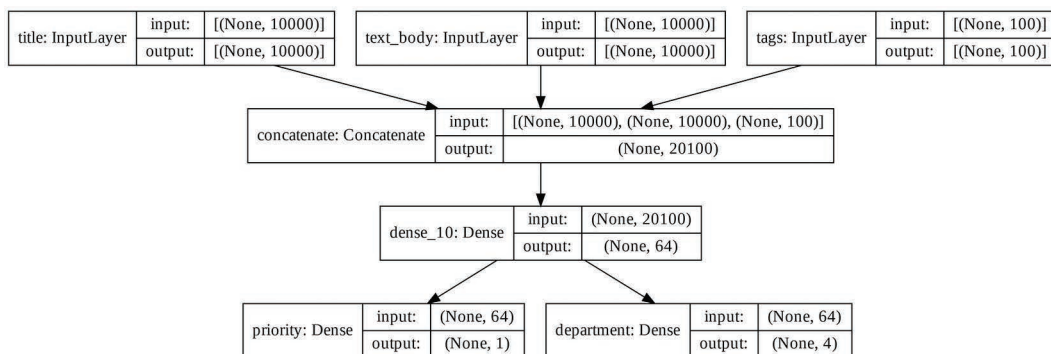 title: InputLayer
input: [(None, 10000)]
output: [(None, 10000)]
text_body: InputLayer
input: [(None, 10000)]
output: [(None, 10000)]
tags: InputLayer
input: [(None, 100)]
output: [(None, 100)]
concatenate: Concatenate
input: [(None, 10000), (None, 10000), (None, 100)]
output: (None, 20100)
dense_10: Dense
input: (None, 20100)
output: (None, 64)
priority: Dense
input: (None, 64)
output: (None, 1)
department: Dense
input: (None, 64)
output: (None, 4)